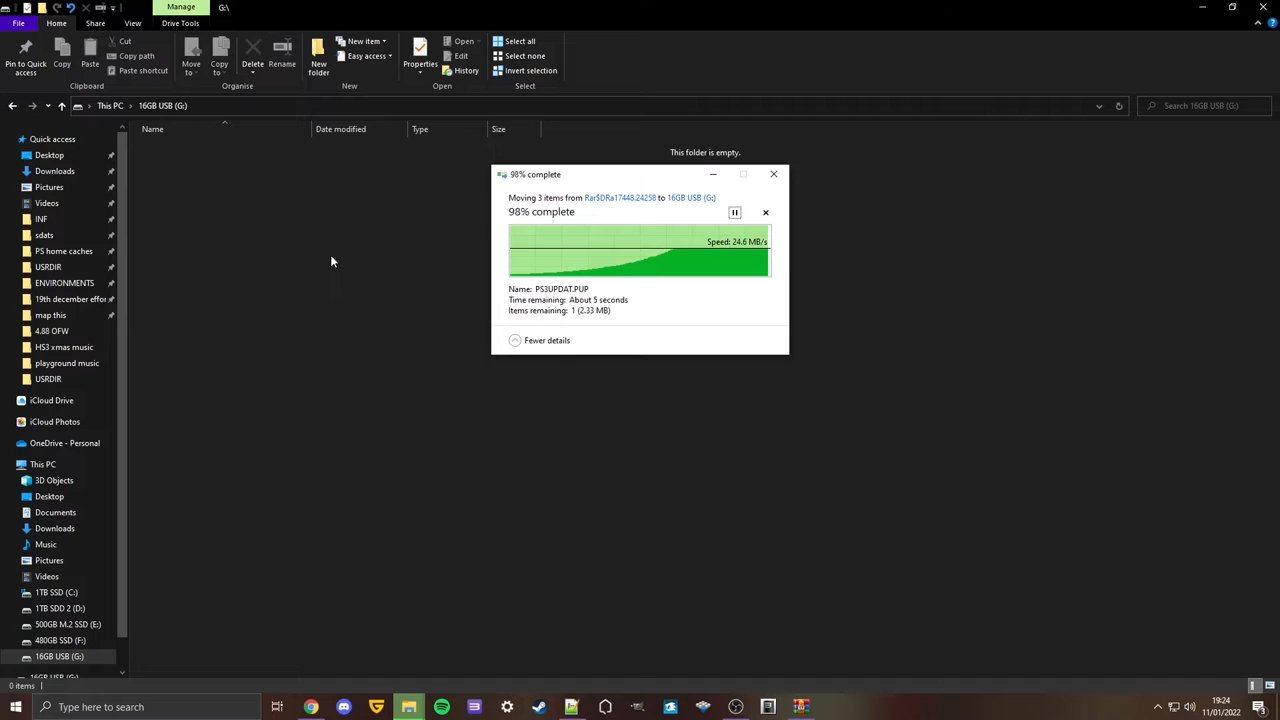 Manage
G:\
File
Home
Share
View
Drive Tools
Pin to Quick access
Copy
Paste
Cut
Copy path
Paste shortcut
Clipboard
Move to
Copy to
Delete
Rename
Organise
New folder
New item
Easy access
New
Properties
Open
Edit
History
Open
Select all
Select none
Invert selection
Select
This PC
16GB USB (G:)
Search 16GB USB (G:)
Name
Date modified
Type
Size
This folder is empty.
98% complete
Moving 3 items from Rar$DRa17448.24258 to 16GB USB (G:)
98% complete
Speed: 24.6 MB/s
Name: PS3UPDAT.PUP
Time remaining: About 5 seconds
Items remaining: 1 (2.33 MB)
Fewer details
Quick access
Desktop
Downloads
Pictures
Videos
INF
sdats
PS home caches
USRDIR
ENVIRONMENTS
19th december effor
map this
4.88 OFW
HS3 xmas music
playground music
USRDIR
iCloud Drive
iCloud Photos
OneDrive - Personal
This PC
3D Objects
Desktop
Documents
Downloads
Music
Pictures
Videos
1TB SSD (C:)
1TB SDD 2 (D:)
500GB M.2 SSD (E:)
480GB SSD (F:)
16GB USB (G:)
16GB USB (G:)
0 items
Type here to search
19:24
11/01/2022